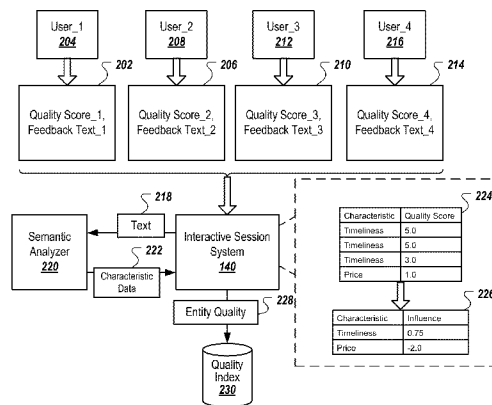 User_1
204
User_2
208
User_3
212
User_4
216
202
206
210
214
Quality Score_1,
Feedback Text_1
Quality Score_2,
Feedback Text_2
Quality Score_3,
Feedback Text_3
Quality Score_4,
Feedback Text_4
218
Text
Semantic
Analyzer
220
222
Characteristic
Data
Interactive Session
System
140
228
Entity Quality
Quality
Index
230
224
Characteristic Quality Score
Timeliness 5.0
Timeliness 5.0
Timeliness 3.0
Price 1.0
226
Characteristic Influence
Timeliness 0.75
Price -2.0